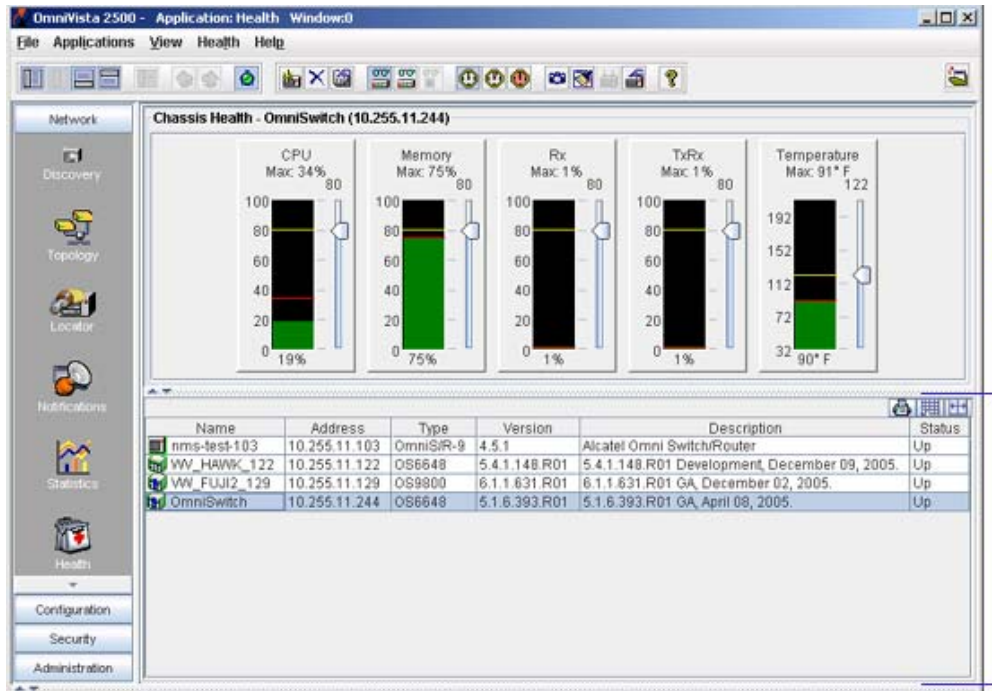 OmniVista 2500 - Application: Health Window:0
File Applications View Health Help
Network
Discovery
Topology
Locator
Notifications
Statistics
Health
Configuration
Security
Administration
Chassis Health - OmniSwitch (10.255.11.244)
CPU
Max: 34%
80
100
80
60
40
20
0
19%
Memory
Max: 75%
80
100
80
60
40
20
0
75%
Rx
Max: 1%
80
100
80
60
40
20
0
1%
TxRx
Max: 1%
80
100
80
60
40
20
0
1%
Temperature
Max: 91° F
122
192
152
112
72
32
90° F
Name Address Type Version Description Status
nms-test-103 10.255.11.103 OmniS/R-9 4.5.1 Alcatel Omni Switch/Router Up
VW_HAWK_122 10.255.11.122 OS6648 5.4.1.148.R01 5.4.1.148.R01 Development, December 09, 2005. Up
VW_FUJI2_129 10.255.11.129 OS9800 6.1.1.631.R01 6.1.1.631.R01 GA, December 02, 2005. Up
OmniSwitch 10.255.11.244 OS6648 5.1.6.393.R01 5.1.6.393.R01 GA, April 08, 2005. Up